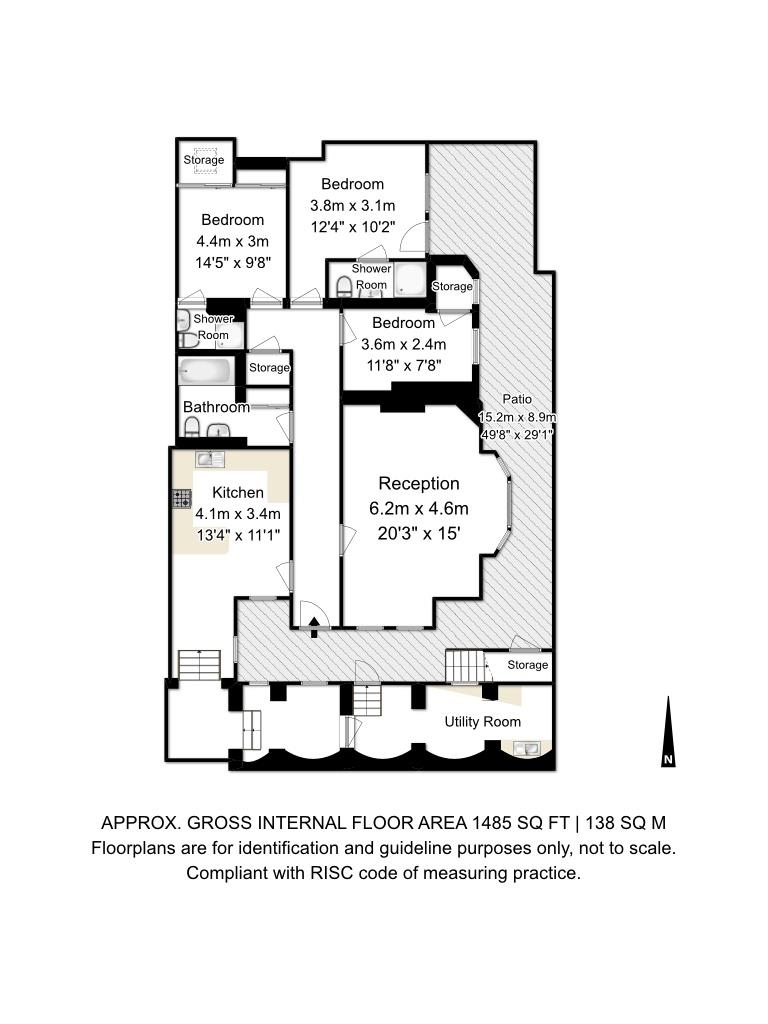 Storage
Bedroom
3.8m x 3.1m
12'4" x 10'2"
Bedroom
4.4m x 3m
14'5" x 9'8"
Shower
Room
Storage
Shower
Room
Bedroom
3.6m x 2.4m
11'8" x 7'8"
Storage
Bathroom
Patio
15.2m x 8.9m
49'8" x 29'1"
Kitchen
4.1m x 3.4m
13'4" x 11'1"
Reception
6.2m x 4.6m
20'3" x 15'
Storage
Utility Room
N
APPROX. GROSS INTERNAL FLOOR AREA 1485 SQ FT | 138 SQ M
Floorplans are for identification and guideline purposes only, not to scale.
Compliant with RISC code of measuring practice.